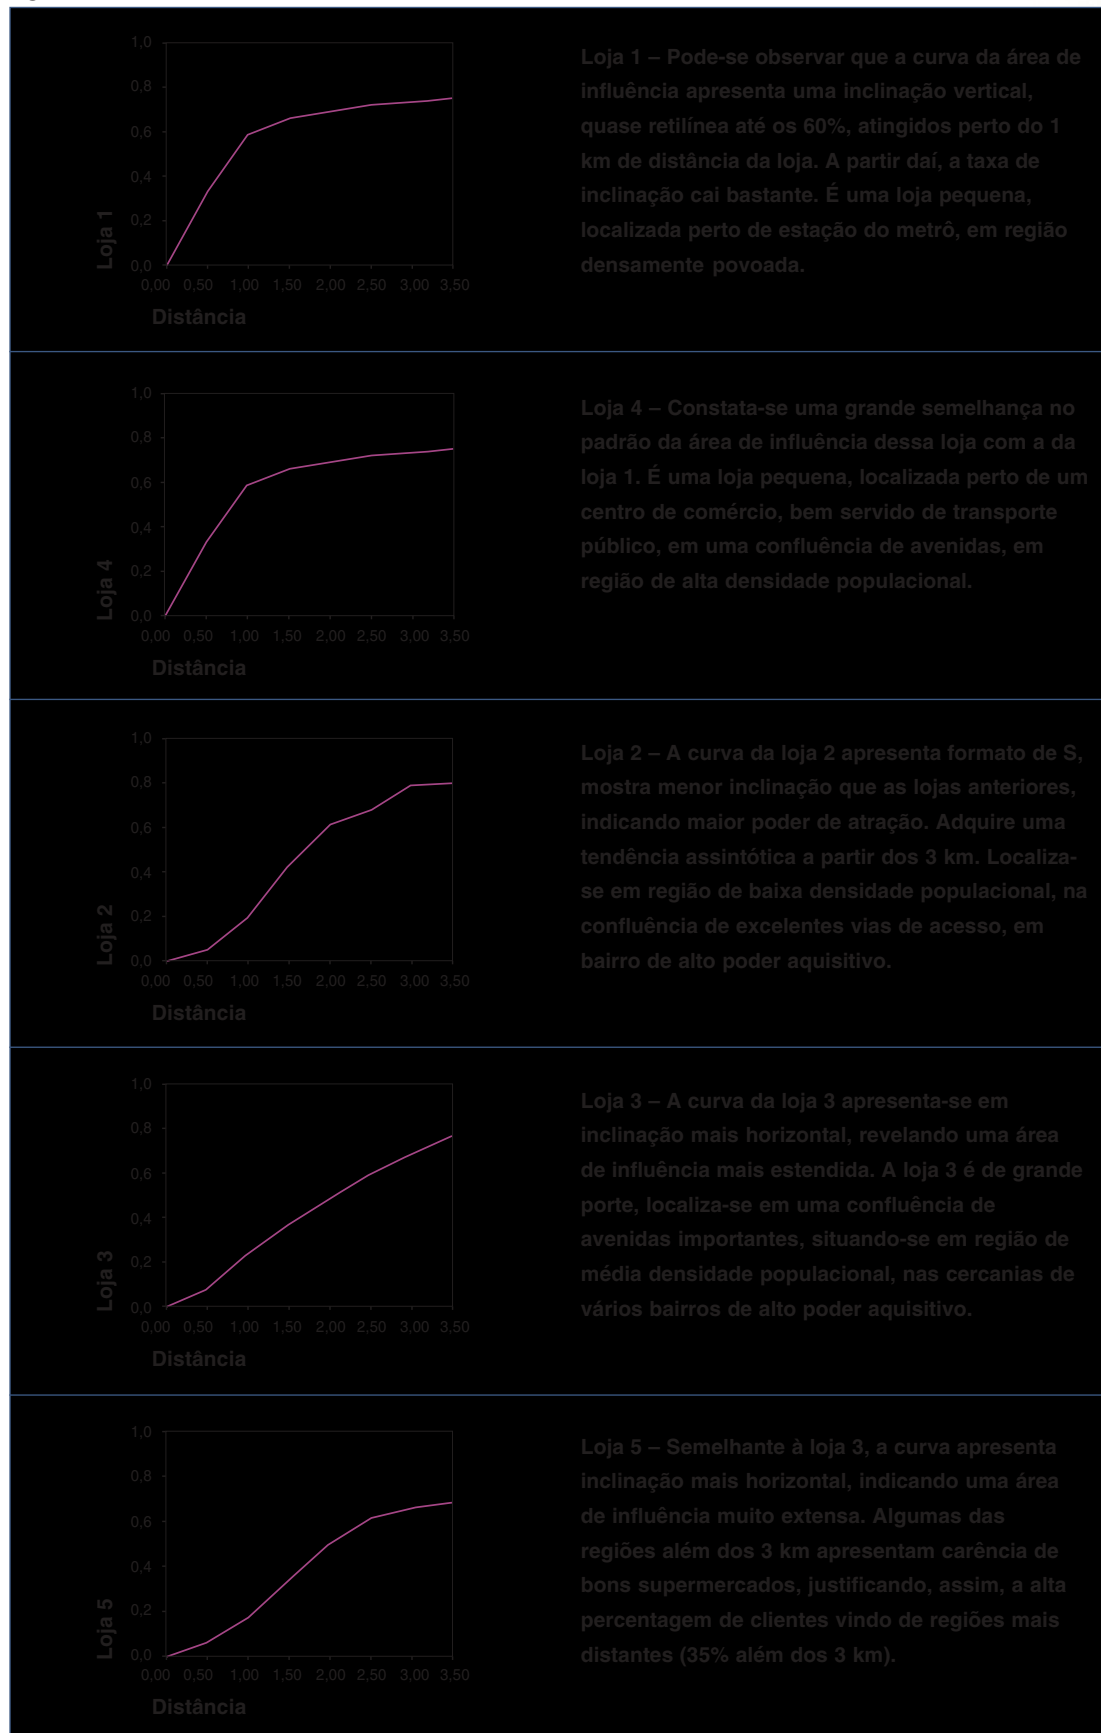 1,0
0,8
0,6
0,4
0,2
0,0
Loja 1
0,00 0,50 1,00 1,50 2,00 2,50 3,00 3,50
Distância
Loja 1 – Pode-se observar que a curva da área de
influência apresenta uma inclinação vertical,
quase retilínea até os 60%, atingidos perto do 1
km de distância da loja. A partir daí, a taxa de
inclinação cai bastante. É uma loja pequena,
localizada perto de estação do metrô, em região
densamente povoada.
1,0
0,8
0,6
0,4
0,2
0,0
Loja 4
0,00 0,50 1,00 1,50 2,00 2,50 3,00 3,50
Distância
Loja 4 – Constata-se uma grande semelhança no
padrão da área de influência dessa loja com a da
loja 1. É uma loja pequena, localizada perto de um
centro de comércio, bem servido de transporte
público, em uma confluência de avenidas, em
região de alta densidade populacional.
1,0
0,8
0,6
0,4
0,2
0,0
Loja 2
0,00 0,50 1,00 1,50 2,00 2,50 3,00 3,50
Distância
Loja 2 – A curva da loja 2 apresenta formato de S,
mostra menor inclinação que as lojas anteriores,
indicando maior poder de atração. Adquire uma
tendência assintótica a partir dos 3 km. Localiza-
se em região de baixa densidade populacional, na
confluência de excelentes vias de acesso, em
bairro de alto poder aquisitivo.
1,0
0,8
0,6
0,4
0,2
0,0
Loja 3
0,00 0,50 1,00 1,50 2,00 2,50 3,00 3,50
Distância
Loja 3 – A curva da loja 3 apresenta-se em
inclinação mais horizontal, revelando uma área
de influência mais estendida. A loja 3 é de grande
porte, localiza-se em uma confluência de
avenidas importantes, situando-se em região de
média densidade populacional, nas cercanias de
vários bairros de alto poder aquisitivo.
1,0
0,8
0,6
0,4
0,2
0,0
Loja 5
0,00 0,50 1,00 1,50 2,00 2,50 3,00 3,50
Distância
Loja 5 – Semelhante à loja 3, a curva apresenta
inclinação mais horizontal, indicando uma área
de influência muito extensa. Algumas das
regiões além dos 3 km apresentam carência de
bons supermercados, justificando, assim, a alta
percentagem de clientes vindo de regiões mais
distantes (35% além dos 3 km).